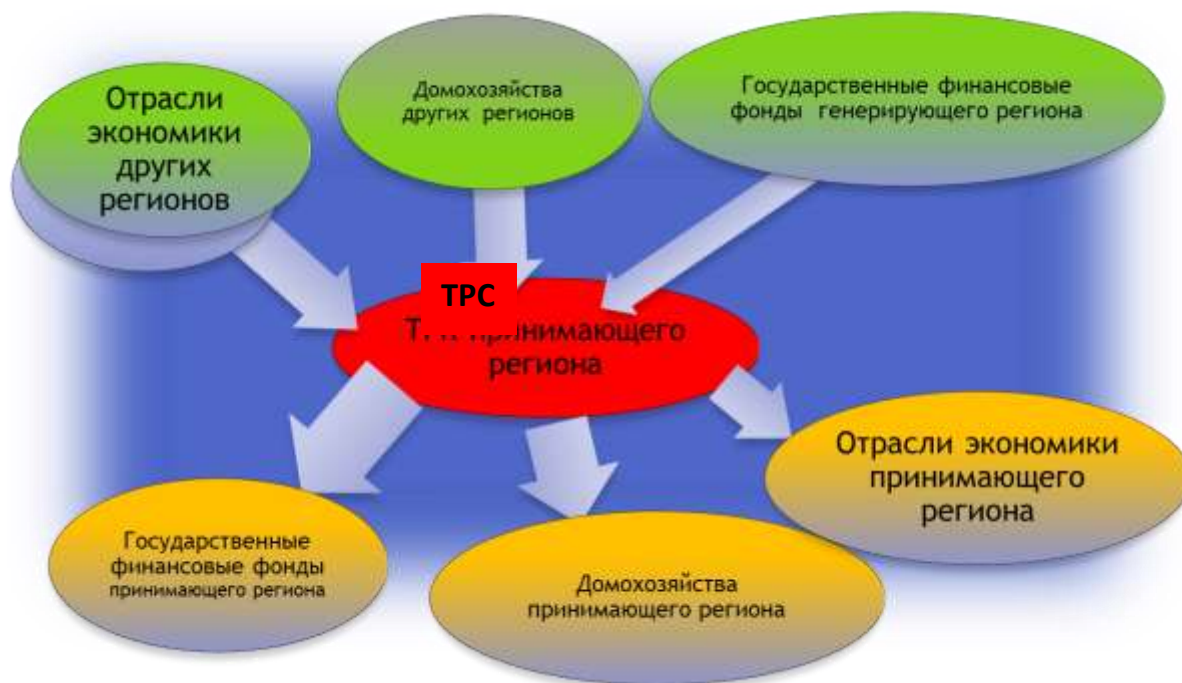 Отрасли
экономики
других
регионов
Домохозяйства
других регионов
Государственные финансовые
фонды генерирующего региона
ТРС
принимающего
региона
Отрасли экономики
принимающего
региона
Государственные
финансовые фонды
принимающего региона
Домохозяйства
принимающего региона